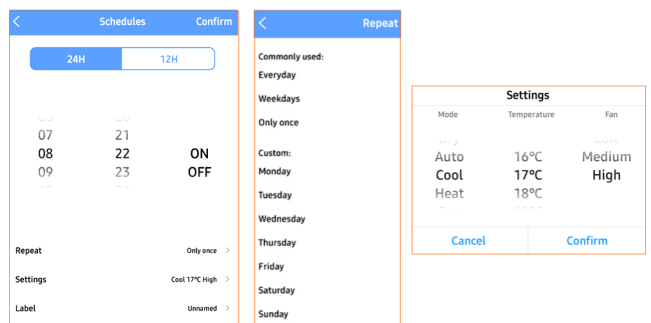 Schedules Confirm
24H 12H
07 21
08 22 ON
09 23 OFF
Repeat Only once
Settings Cool 17°C High
Label Unnamed
Repeat
Commonly used:
Everyday
Weekdays
Only once
Custom:
Monday
Tuesday
Wednesday
Thursday
Friday
Saturday
Sunday
Settings
Mode Temperature Fan
Auto 16°C Medium
Cool 17°C High
Heat 18°C
Cancel Confirm